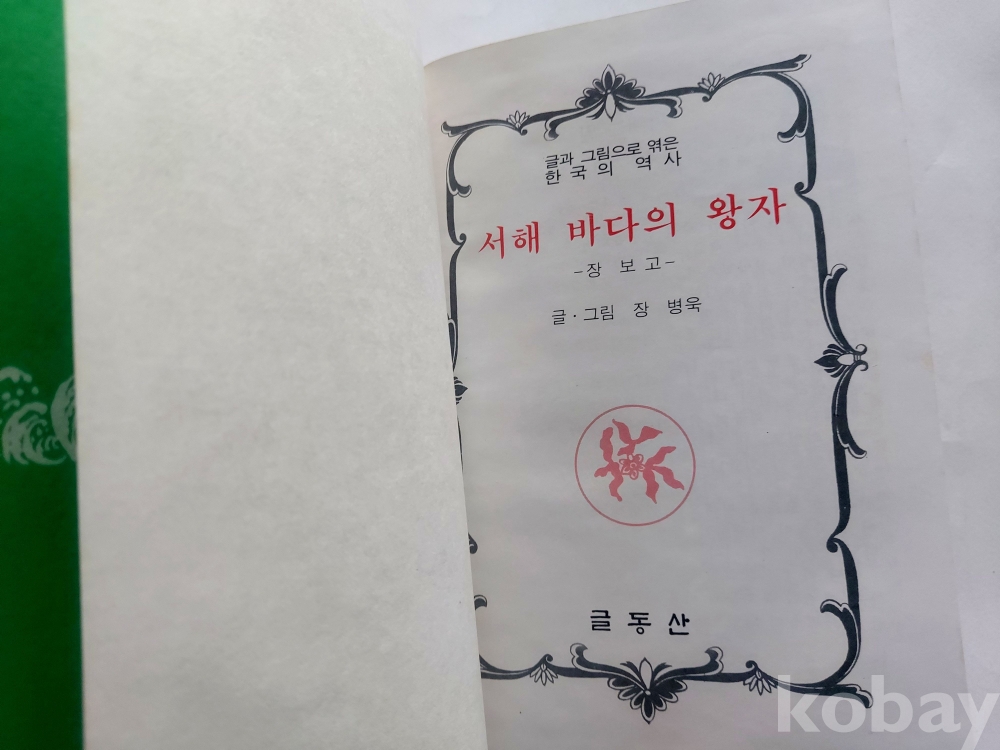 글과 그림으로 엮은
한국의 역사
서해 바다의 왕자
-장 보고-
글·그림 장 병욱
글동산
kobay